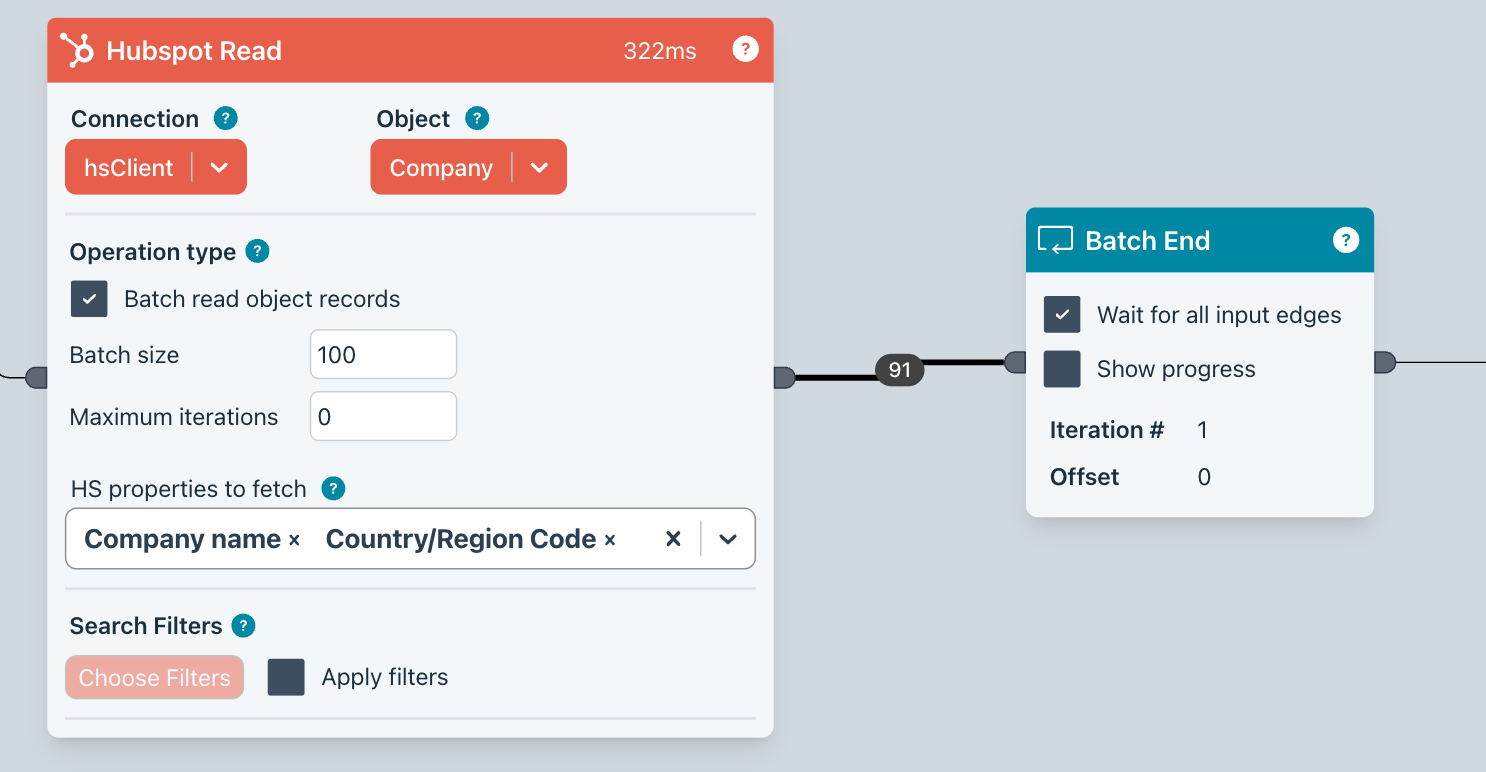 Hubspot Read 322ms ?
Connection ? Object ?
hsClient Company
Operation type ?
Batch read object records
Batch size 100
Maximum iterations 0
HS properties to fetch ?
Company name × Country/Region Code × ×
Search Filters ?
Choose Filters Apply filters
91
Batch End ?
Wait for all input edges
Show progress
Iteration # 1
Offset 0